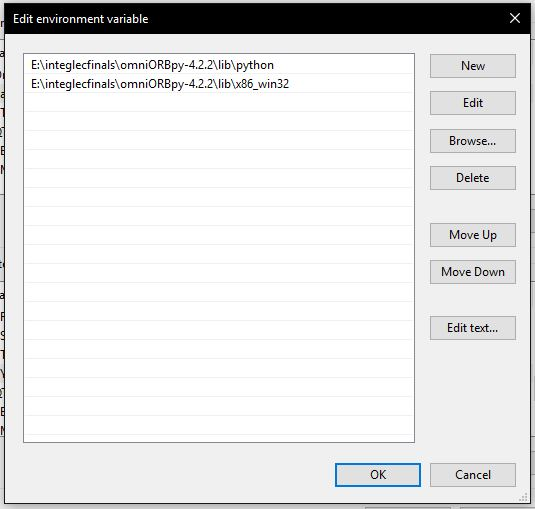 Edit environment variable
E:\integlecfinals\omniORBpy-4.2.2\lib\python
E:\integlecfinals\omniORBpy-4.2.2\lib\x86_win32
New
Edit
Browse...
Delete
Move Up
Move Down
Edit text...
OK
Cancel